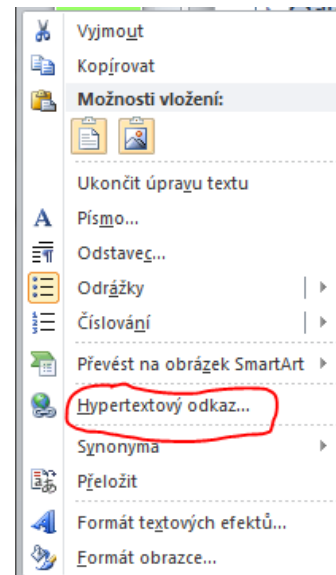 Vyjmout
Kopírovat
Možnosti vložení:
Ukončit úpravu textu
Písmo...
Odstavec...
Odrážky
Číslování
Převést na obrázek SmartArt
Hypertextový odkaz...
Synonyma
Přeložit
Formát textových efektů...
Formát obrazce...